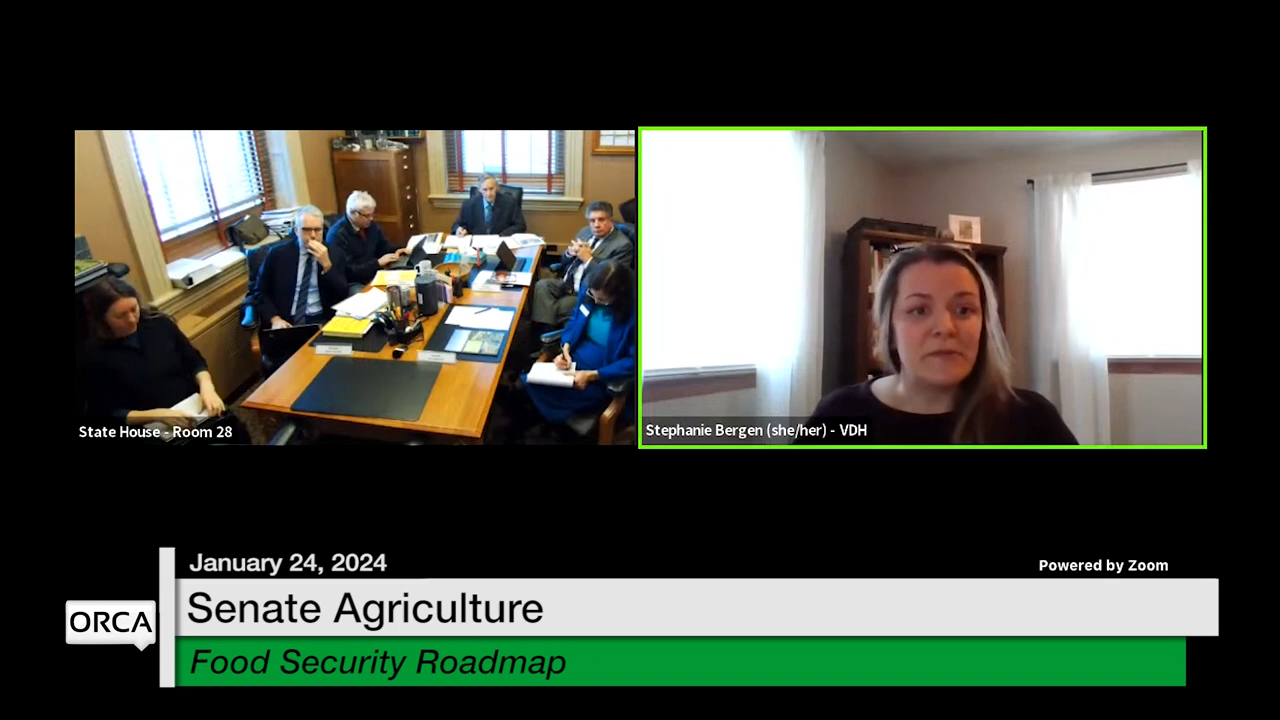 State House - Room 28
Stephanie Bergen (she/her) - VDH
January 24, 2024
Powered by Zoom
Senate Agriculture
ORCA
Food Security Roadmap